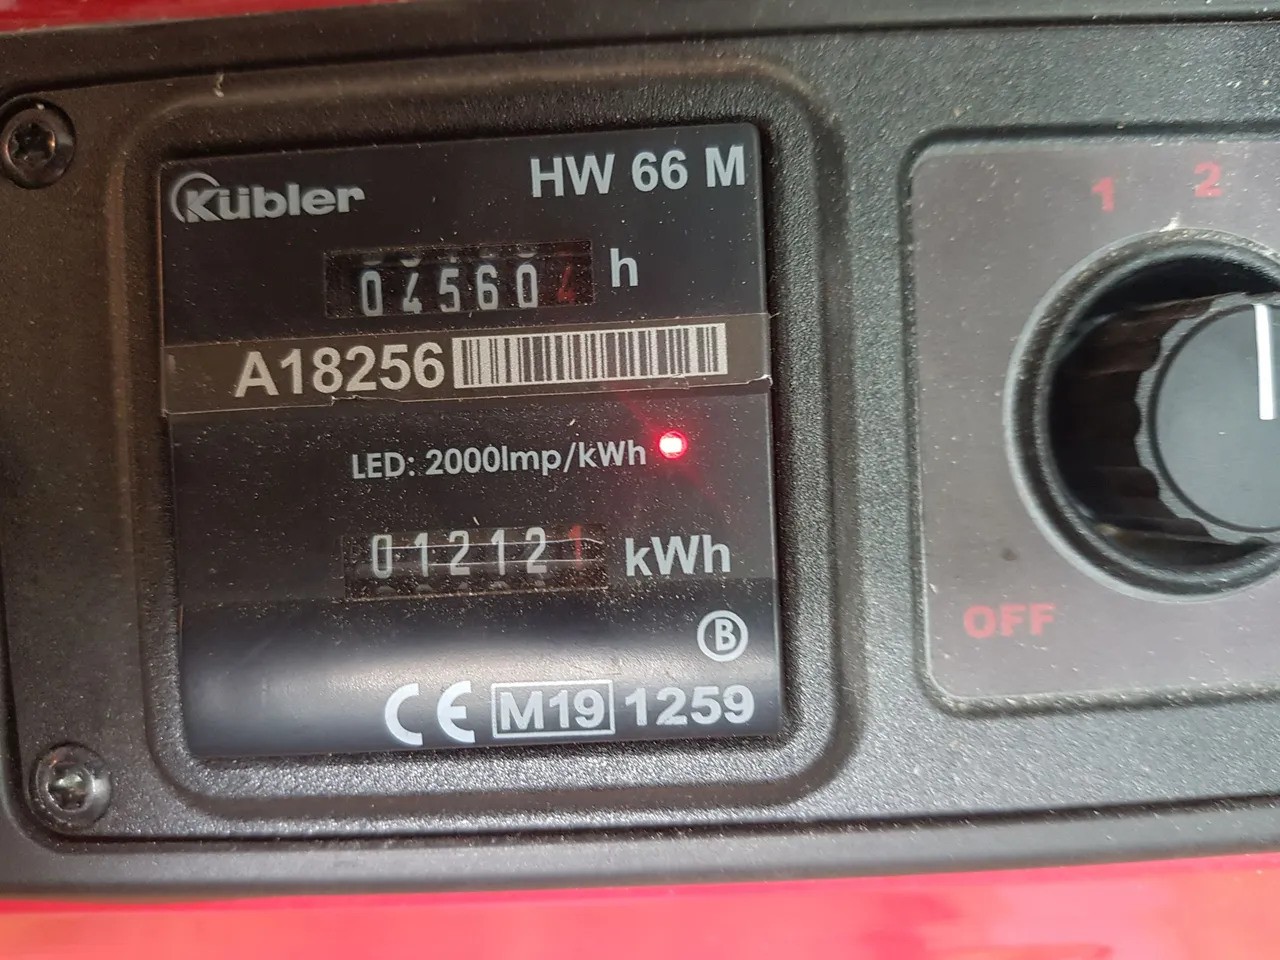 Kübler
HW 66 M
045604 h
A18256
LED: 2000Imp/kWh
012121 kWh
B
CE M19 1259
1 2
OFF